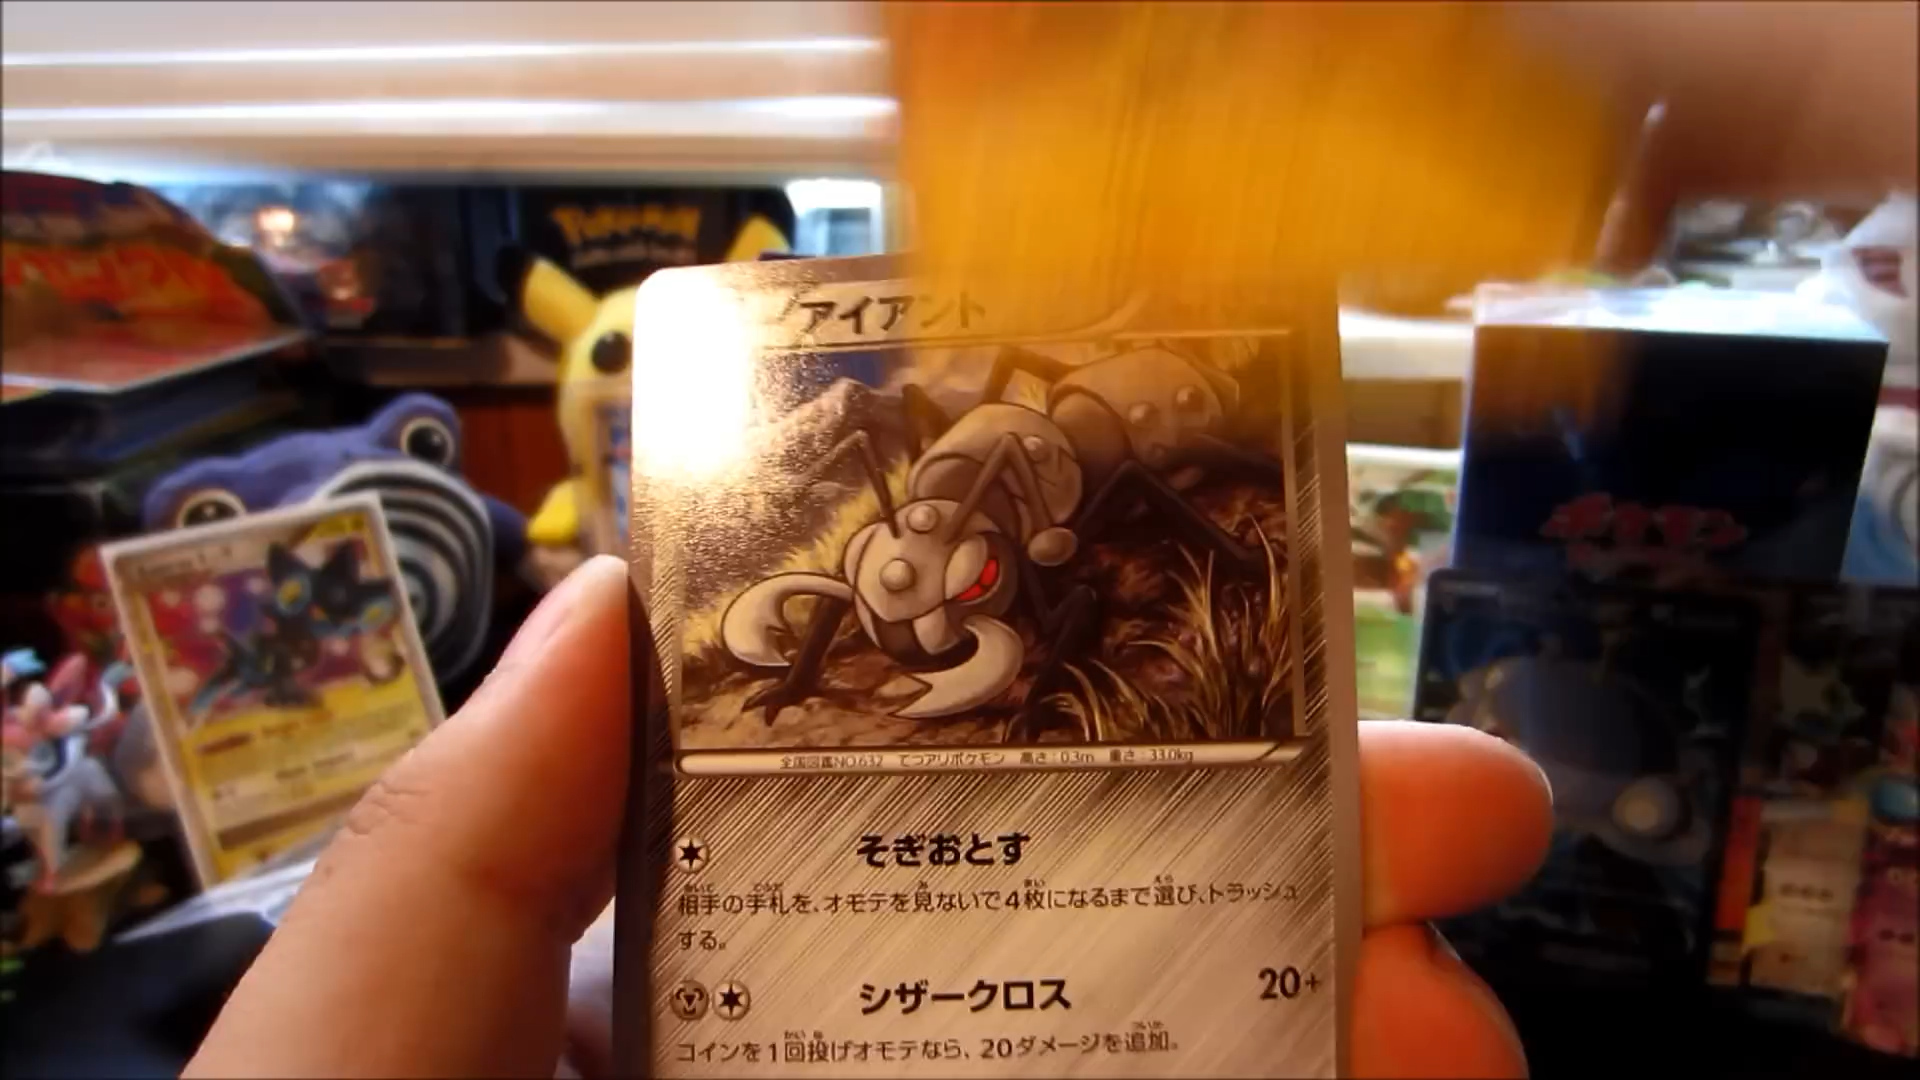 Pokémon
アイアント
全国図鑑NO.632 てつアリポケモン 高さ：0.3m 重さ：33.0kg
そぎおとす
相手の手札を、オモテを見ないで4枚になるまで選び、トラッシュ
する。
シザークロス 20+
コインを1回投げオモテなら、20ダメージを追加。
ポケモン